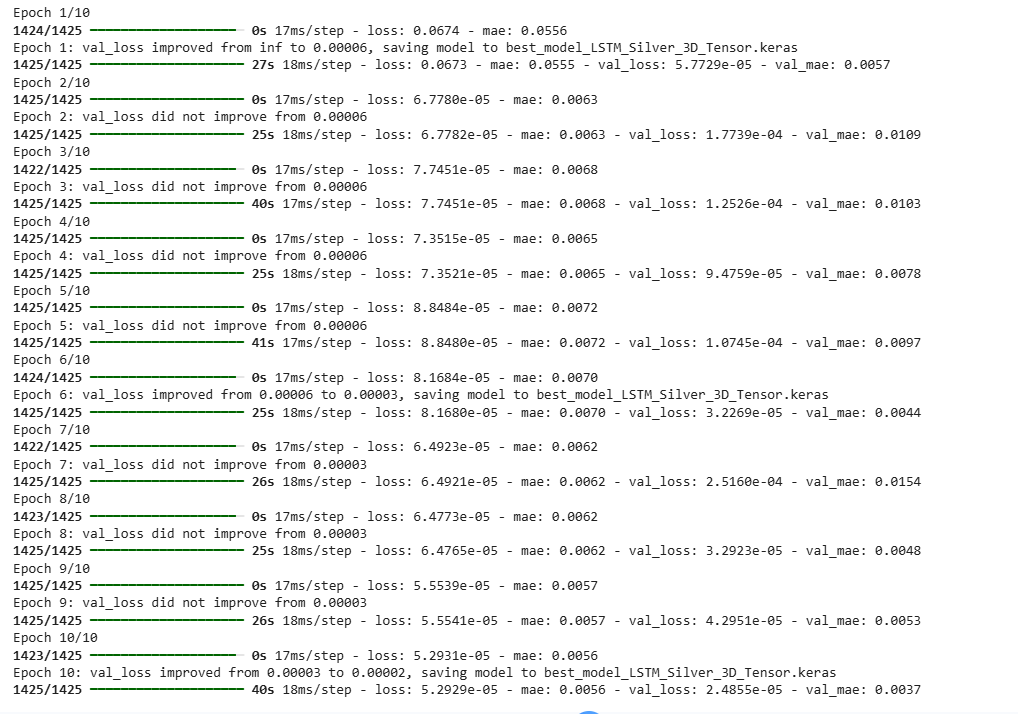 Epoch 1/10
1424/1425 0s 17ms/step - loss: 0.0674 - mae: 0.0556
Epoch 1: val_loss improved from inf to 0.00006, saving model to best_model_LSTM_Silver_3D_Tensor.keras
1425/1425 27s 18ms/step - loss: 0.0673 - mae: 0.0555 - val_loss: 5.7729e-05 - val_mae: 0.0057
Epoch 2/10
1425/1425 0s 17ms/step - loss: 6.7780e-05 - mae: 0.0063
Epoch 2: val_loss did not improve from 0.00006
1425/1425 25s 18ms/step - loss: 6.7782e-05 - mae: 0.0063 - val_loss: 1.7739e-04 - val_mae: 0.0109
Epoch 3/10
1422/1425 0s 17ms/step - loss: 7.7451e-05 - mae: 0.0068
Epoch 3: val_loss did not improve from 0.00006
1425/1425 40s 17ms/step - loss: 7.7451e-05 - mae: 0.0068 - val_loss: 1.2526e-04 - val_mae: 0.0103
Epoch 4/10
1425/1425 0s 17ms/step - loss: 7.3515e-05 - mae: 0.0065
Epoch 4: val_loss did not improve from 0.00006
1425/1425 25s 18ms/step - loss: 7.3521e-05 - mae: 0.0065 - val_loss: 9.4759e-05 - val_mae: 0.0078
Epoch 5/10
1425/1425 0s 17ms/step - loss: 8.8484e-05 - mae: 0.0072
Epoch 5: val_loss did not improve from 0.00006
1425/1425 41s 17ms/step - loss: 8.8480e-05 - mae: 0.0072 - val_loss: 1.0745e-04 - val_mae: 0.0097
Epoch 6/10
1424/1425 0s 17ms/step - loss: 8.1684e-05 - mae: 0.0070
Epoch 6: val_loss improved from 0.00006 to 0.00003, saving model to best_model_LSTM_Silver_3D_Tensor.keras
1425/1425 25s 18ms/step - loss: 8.1680e-05 - mae: 0.0070 - val_loss: 3.2269e-05 - val_mae: 0.0044
Epoch 7/10
1422/1425 0s 17ms/step - loss: 6.4923e-05 - mae: 0.0062
Epoch 7: val_loss did not improve from 0.00003
1425/1425 26s 18ms/step - loss: 6.4921e-05 - mae: 0.0062 - val_loss: 2.5160e-04 - val_mae: 0.0154
Epoch 8/10
1423/1425 0s 17ms/step - loss: 6.4773e-05 - mae: 0.0062
Epoch 8: val_loss did not improve from 0.00003
1425/1425 25s 18ms/step - loss: 6.4765e-05 - mae: 0.0062 - val_loss: 3.2923e-05 - val_mae: 0.0048
Epoch 9/10
1425/1425 0s 17ms/step - loss: 5.5539e-05 - mae: 0.0057
Epoch 9: val_loss did not improve from 0.00003
1425/1425 26s 18ms/step - loss: 5.5541e-05 - mae: 0.0057 - val_loss: 4.2951e-05 - val_mae: 0.0053
Epoch 10/10
1423/1425 0s 17ms/step - loss: 5.2931e-05 - mae: 0.0056
Epoch 10: val_loss improved from 0.00003 to 0.00002, saving model to best_model_LSTM_Silver_3D_Tensor.keras
1425/1425 40s 18ms/step - loss: 5.2929e-05 - mae: 0.0056 - val_loss: 2.4855e-05 - val_mae: 0.0037